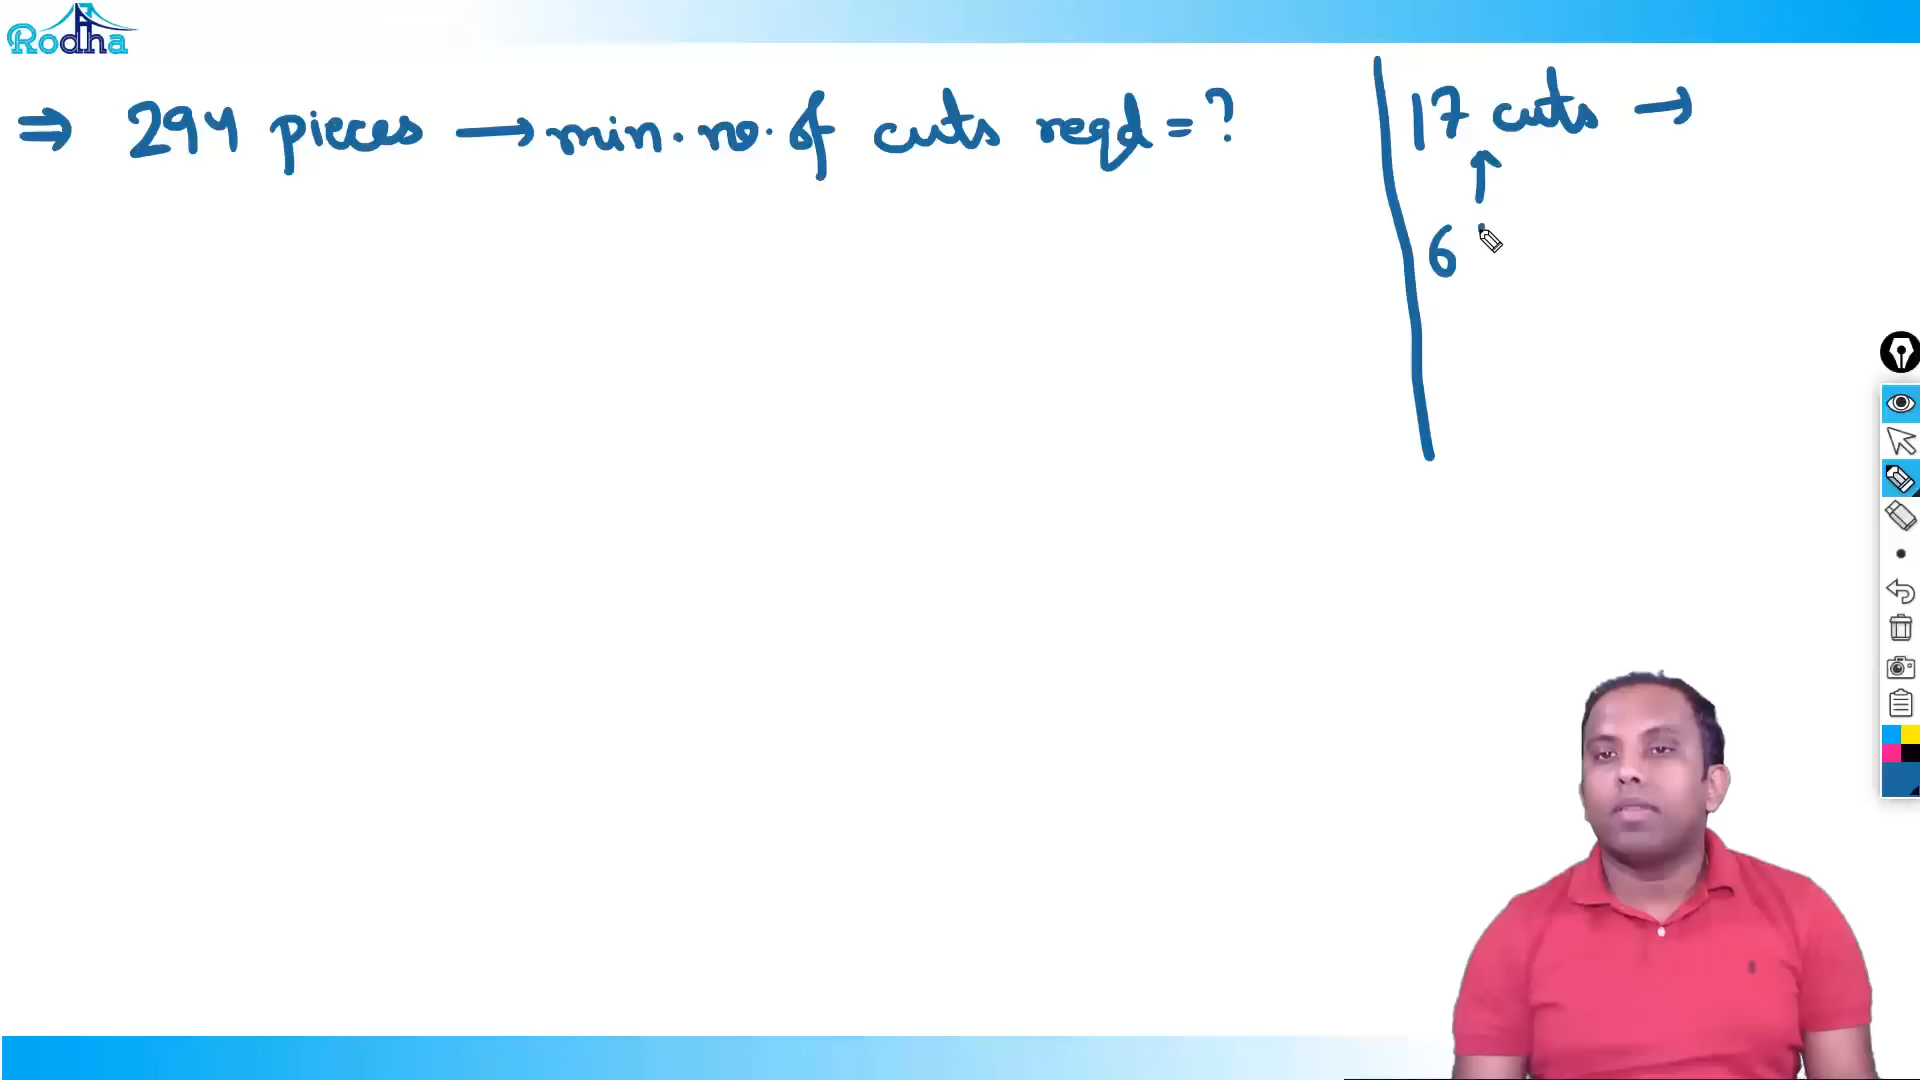 Rodha
⇒ 294 pieces → min. no. of cuts reqd = ?
17 cuts →
↑
6